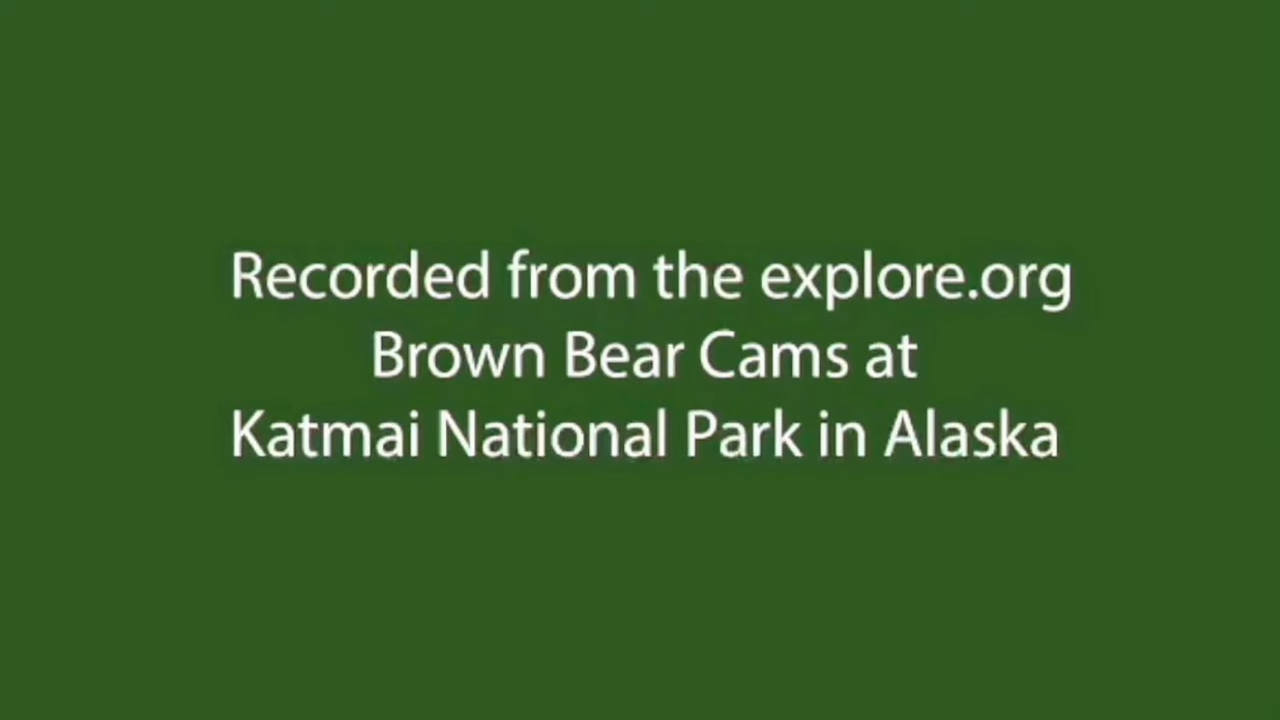 Recorded from the explore.org
Brown Bear Cams at
Katmai National Park in Alaska